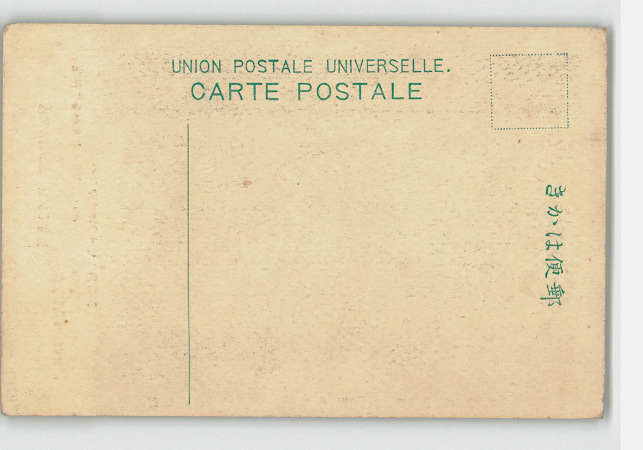 UNION POSTALE UNIVERSELLE.
CARTE POSTALE
きかは便郵